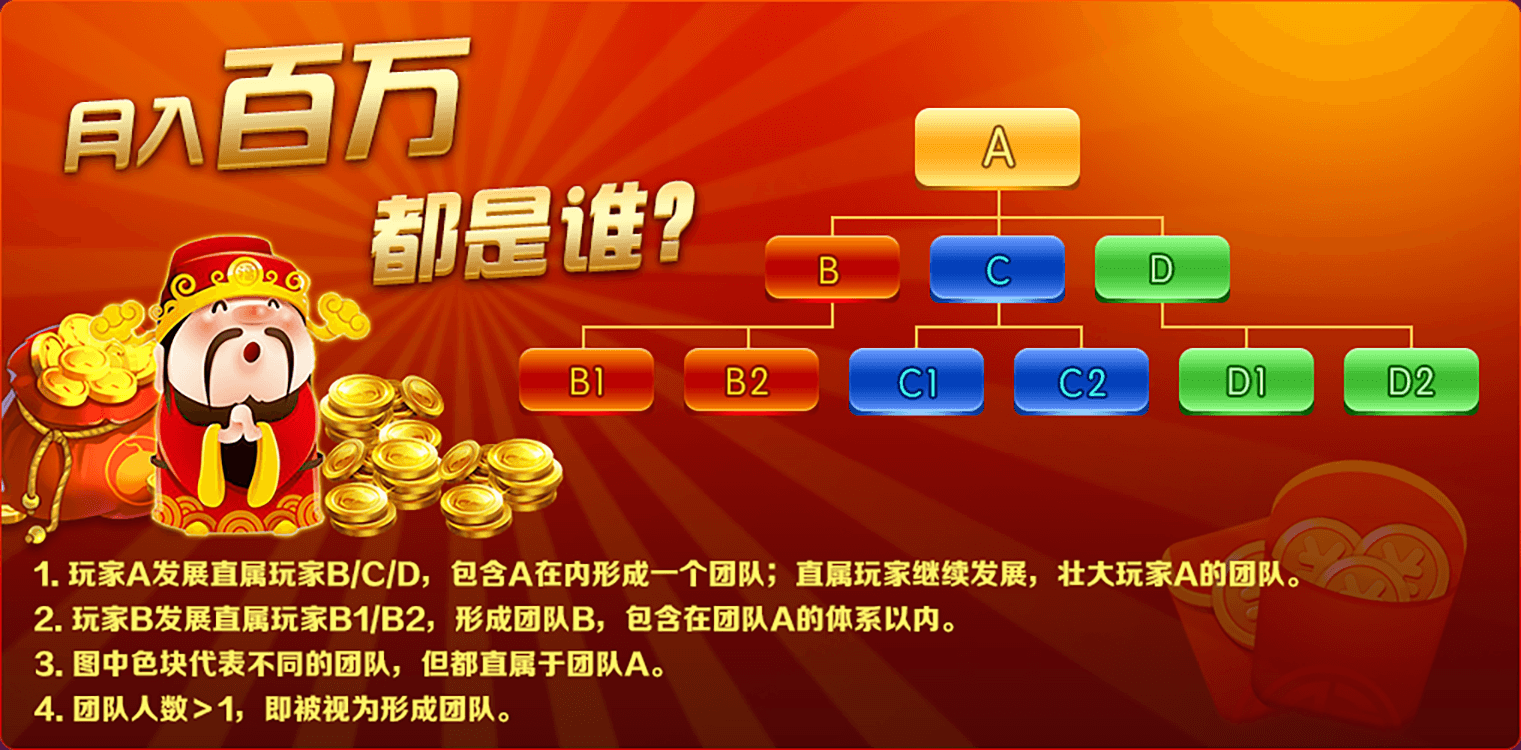 月入百万
都是谁?
A
B C D
B1 B2 C1 C2 D1 D2
1. 玩家A发展直属玩家B/C/D，包含A在内形成一个团队；直属玩家继续发展，壮大玩家A的团队。
2. 玩家B发展直属玩家B1/B2，形成团队B，包含在团队A的体系以内。
3. 图中色块代表不同的团队，但都直属于团队A。
4. 团队人数>1，即被视为形成团队。